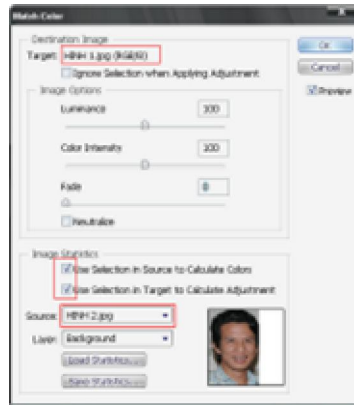 Match Color
Destination Image
Target: HINH 1.jpg (RGB/8)
OK
Ignore Selection when Applying Adjustment
Cancel
Image Options
Preview
Luminance 100
Color Intensity 100
Fade 0
Neutralize
Image Statistics
Use Selection in Source to Calculate Colors
Use Selection in Target to Calculate Adjustment
Source: HINH 2.jpg
Layer: Background
Load Statistics...
Save Statistics...